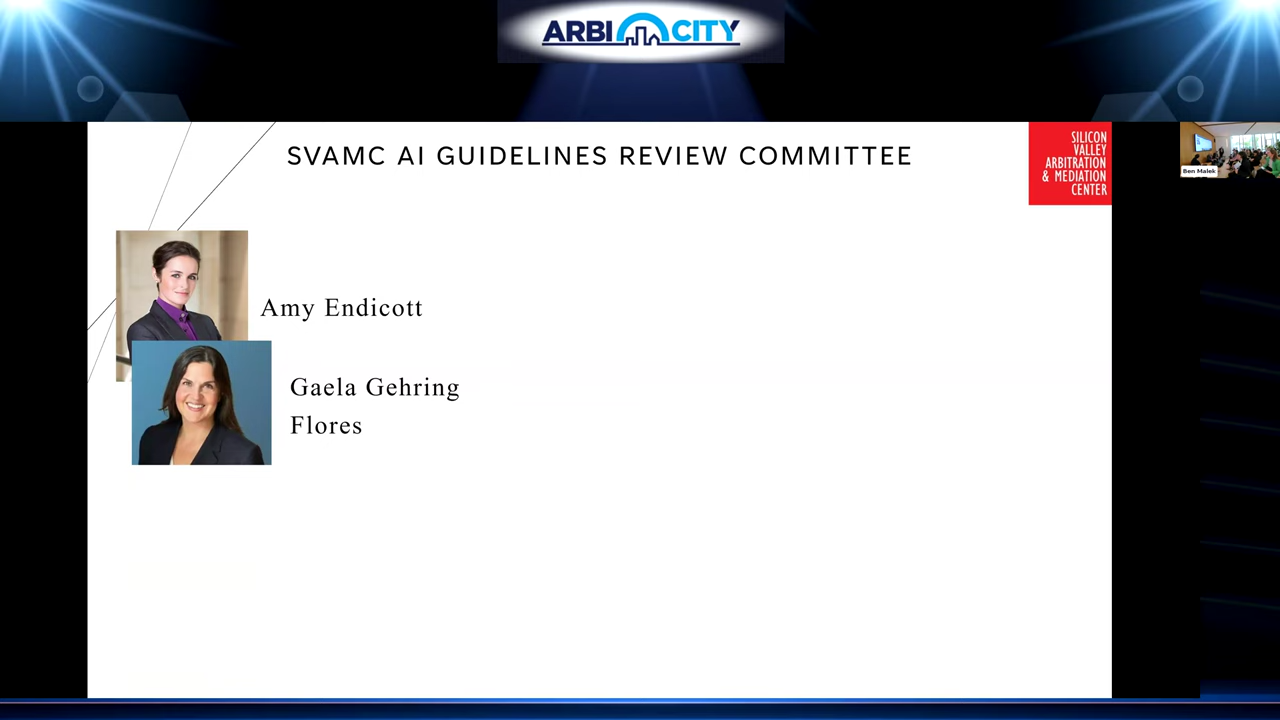 ARBI CITY
SVAMC AI GUIDELINES REVIEW COMMITTEE
SILICON
VALLEY
ARBITRATION
& MEDIATION
CENTER
Ben Malek
Amy Endicott
Gaela Gehring
Flores